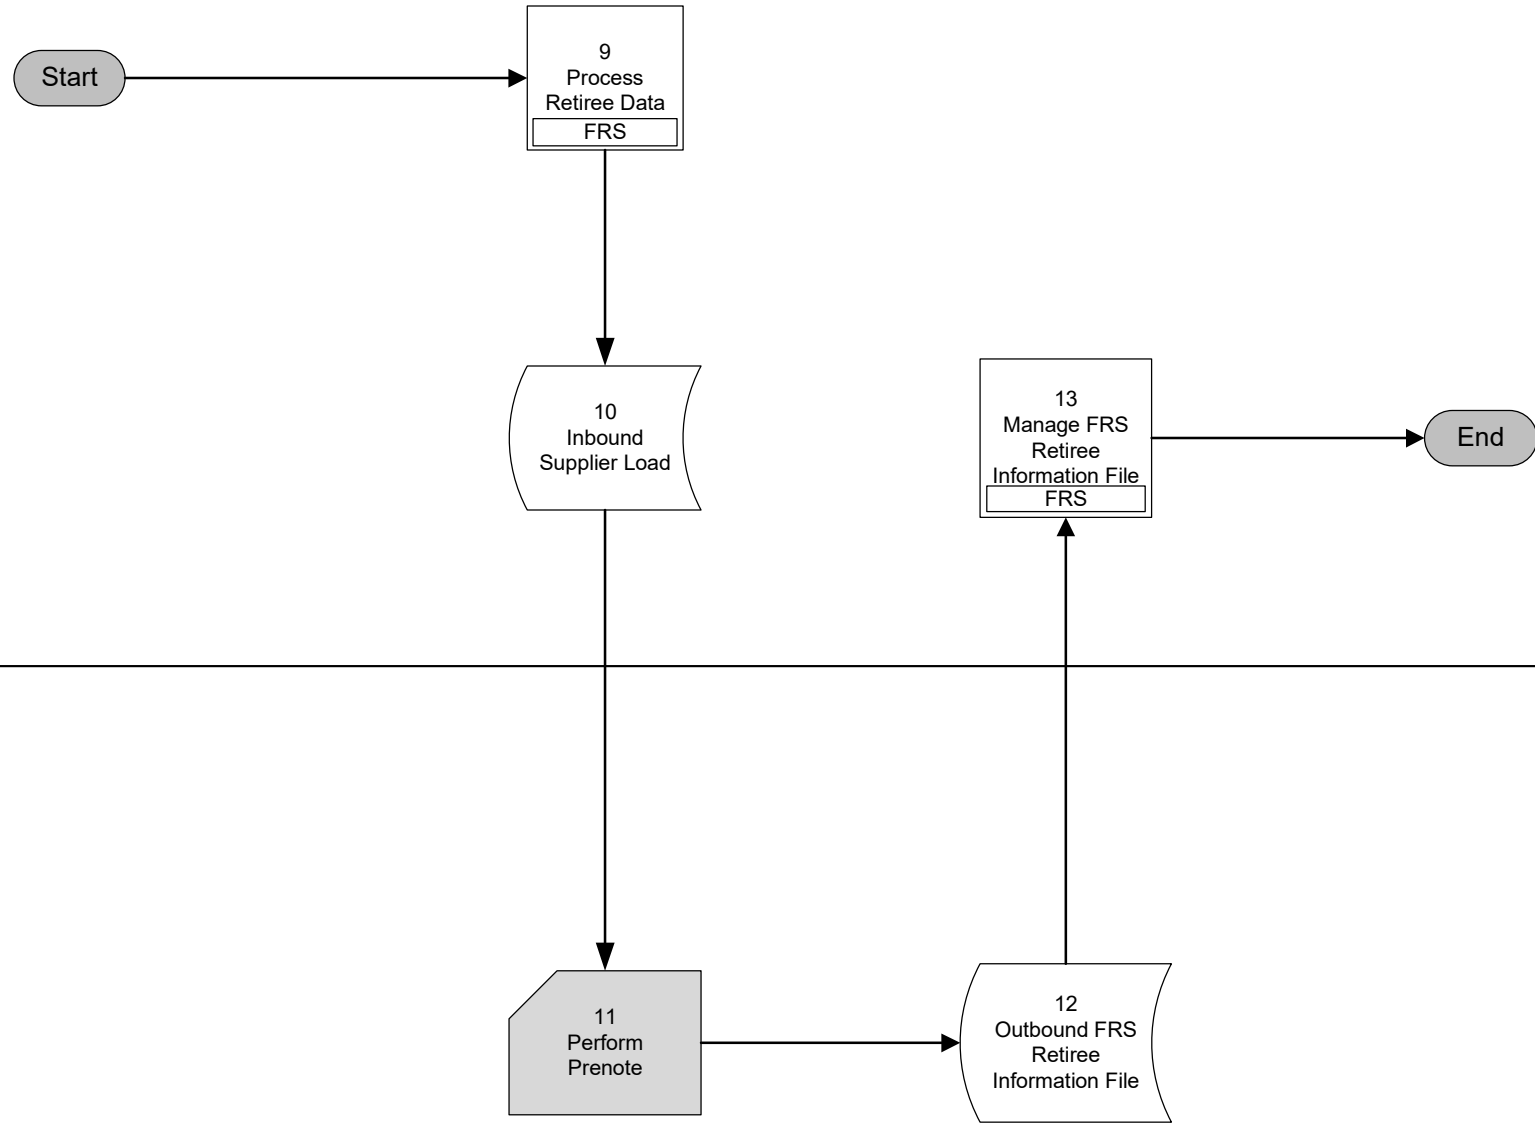 Start
9
Process
Retiree Data
FRS
10
Inbound
Supplier Load
13
Manage FRS
Retiree
Information File
FRS
End
11
Perform
Prenote
12
Outbound FRS
Retiree
Information File